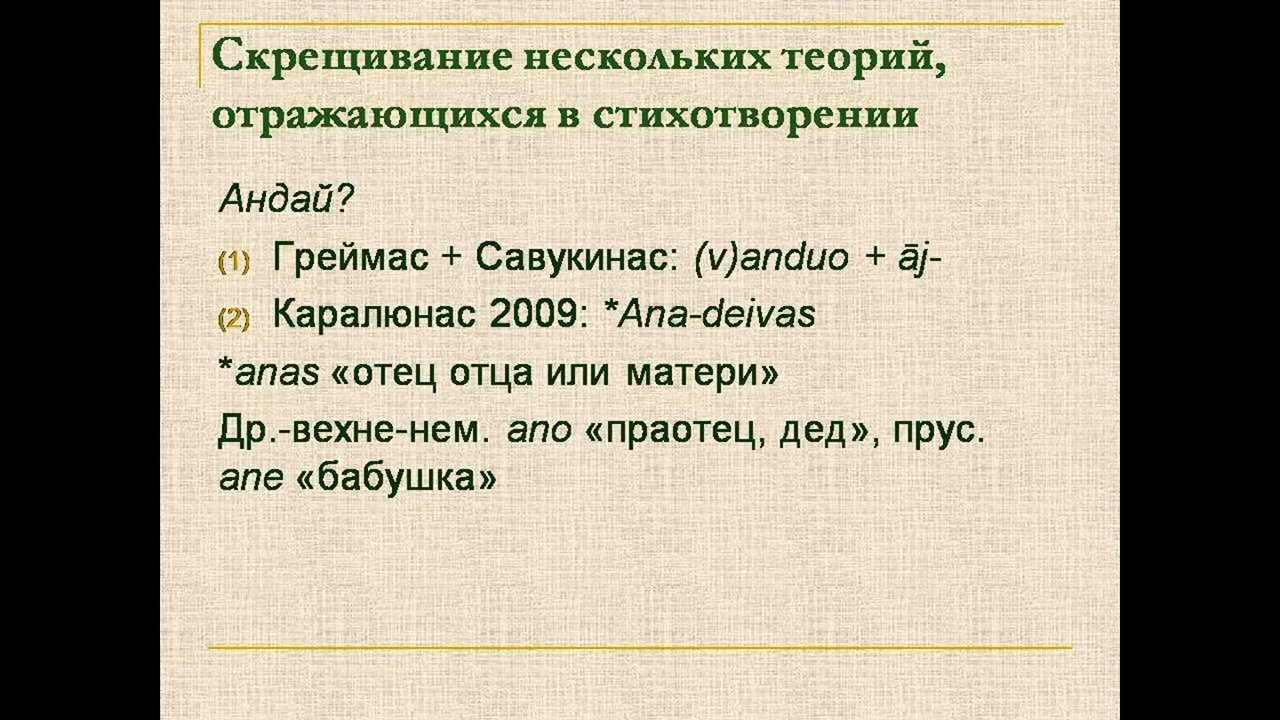 Скрещивание нескольких теорий,
отражающихся в стихотворении
Андай?
(1) Греймас + Савукинас: (v)anduo + āj-
(2) Каралюнас 2009: *Ana-deivas
*anas «отец отца или матери»
Др.-вехне-нем. ano «праотец, дед», прус.
ane «бабушка»